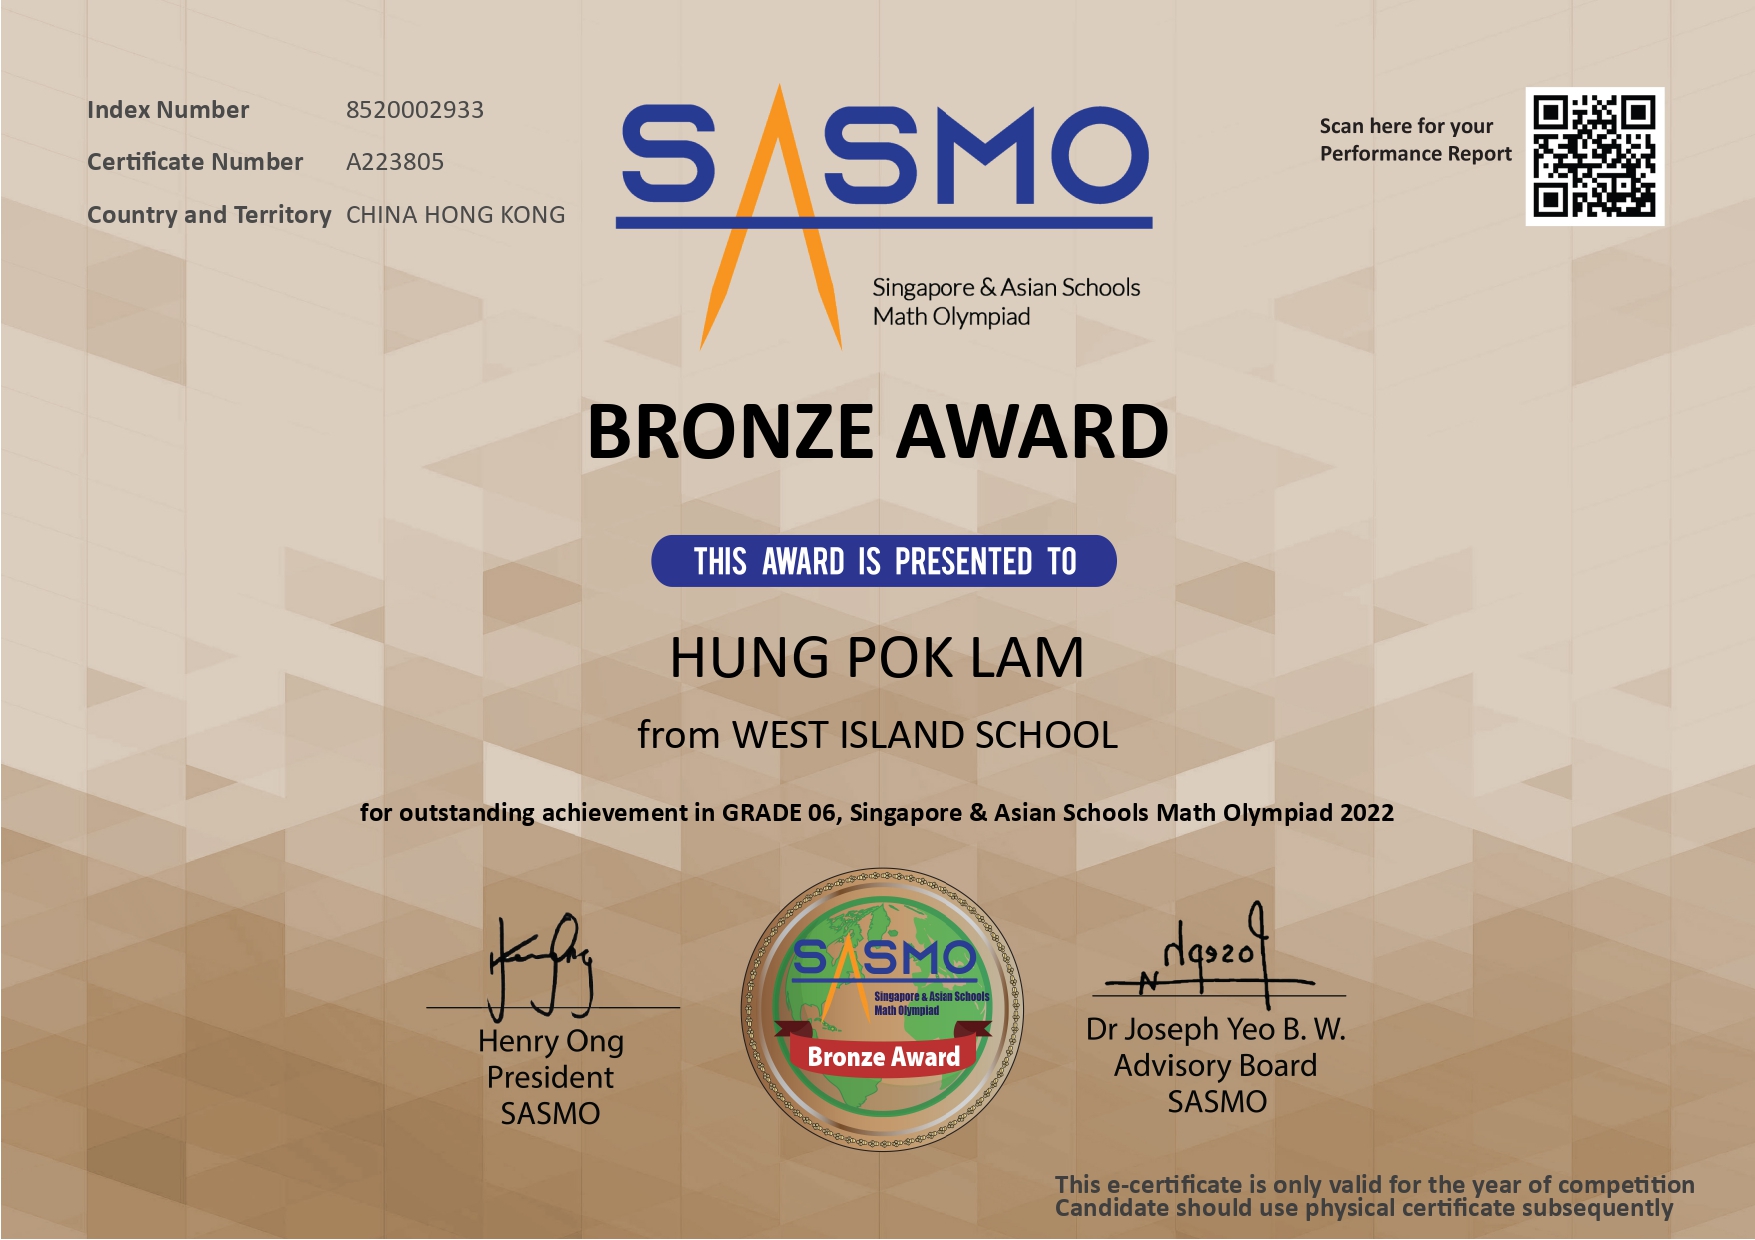 Index Number 8520002933
Certificate Number A223805
Country and Territory CHINA HONG KONG
SASMO
Singapore & Asian Schools
Math Olympiad
Scan here for your
Performance Report
BRONZE AWARD
THIS AWARD IS PRESENTED TO
HUNG POK LAM
from WEST ISLAND SCHOOL
for outstanding achievement in GRADE 06, Singapore & Asian Schools Math Olympiad 2022
Henry Ong
President
SASMO
SASMO
Singapore & Asian Schools
Math Olympiad
Bronze Award
Dr Joseph Yeo B. W.
Advisory Board
SASMO
This e-certificate is only valid for the year of competition
Candidate should use physical certificate subsequently